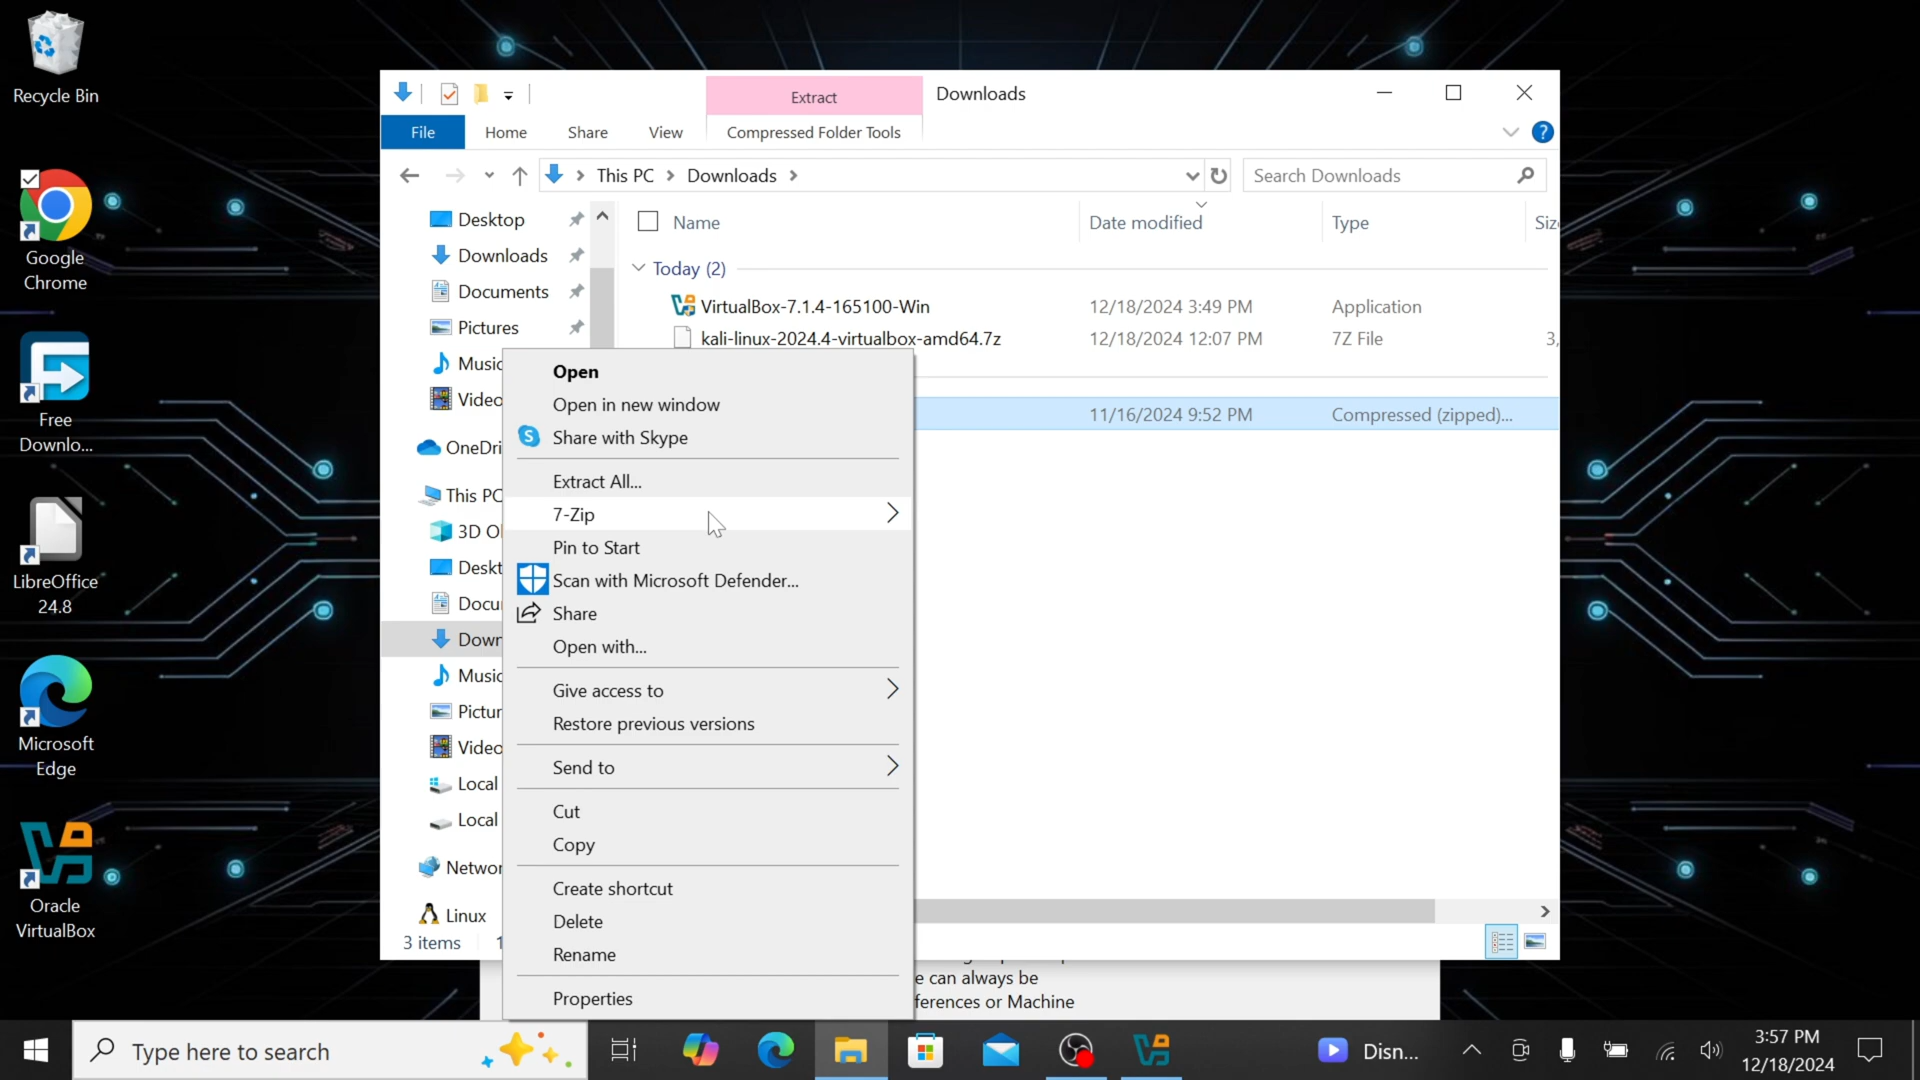 Recycle Bin
Google
Chrome
Free
Downlo...
LibreOffice
24.8
Microsoft
Edge
Oracle
VirtualBox
Extract
Downloads
File
Home
Share
View
Compressed Folder Tools
?
This PC
Downloads
Search Downloads
Desktop
Downloads
Documents
Pictures
Music
Video
OneDri
This PC
3D O
Deskt
Docu
Down
Music
Pictur
Video
Local
Local
Networ
Linux
3 items
Name
Date modified
Type
Siz
Today (2)
VirtualBox-7.1.4-165100-Win
12/18/2024 3:49 PM
Application
kali-linux-2024.4-virtualbox-amd64.7z
12/18/2024 12:07 PM
7Z File
3,
11/16/2024 9:52 PM
Compressed (zipped)...
Open
Open in new window
S
Share with Skype
Extract All...
7-Zip
Pin to Start
Scan with Microsoft Defender...
Share
Open with...
Give access to
Restore previous versions
Send to
Cut
Copy
Create shortcut
Delete
Rename
Properties
e can always be
ferences or Machine
Type here to search
Disn...
3:57 PM
12/18/2024